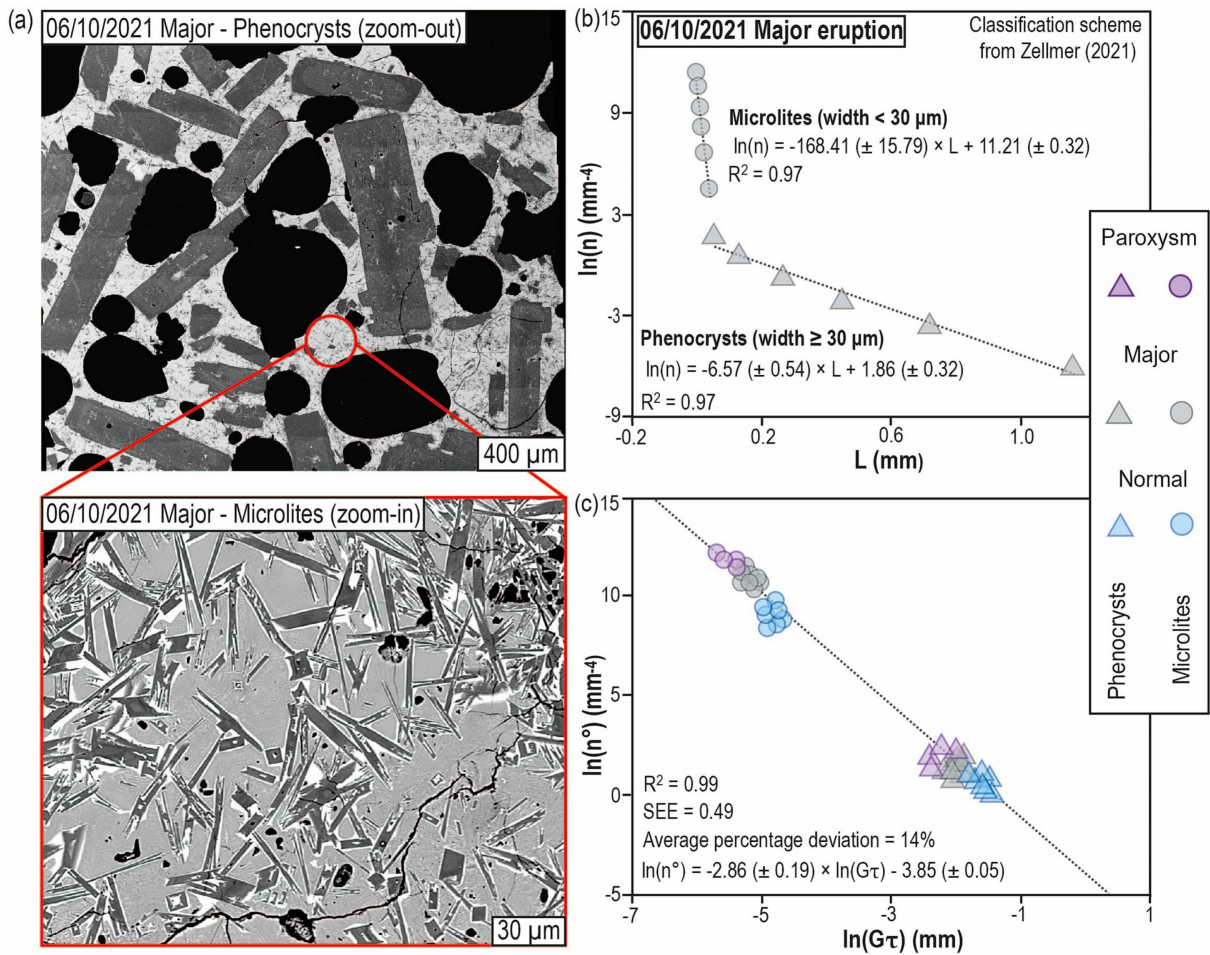 (a)
06/10/2021 Major - Phenocrysts (zoom-out)
400 µm
06/10/2021 Major - Microlites (zoom-in)
30 µm
(b)
15
9
3
-3
-9
ln(n) (mm⁻⁴)
06/10/2021 Major eruption
Classification scheme
from Zellmer (2021)
Microlites (width < 30 µm)
ln(n) = -168.41 (± 15.79) × L + 11.21 (± 0.32)
R² = 0.97
Phenocrysts (width ≥ 30 µm)
ln(n) = -6.57 (± 0.54) × L + 1.86 (± 0.32)
R² = 0.97
-0.2
0.2
0.6
1.0
L (mm)
Paroxysm
Major
Normal
Phenocrysts
Microlites
(c)
15
10
5
0
-5
ln(n°) (mm⁻⁴)
R² = 0.99
SEE = 0.49
Average percentage deviation = 14%
ln(n°) = -2.86 (± 0.19) × ln(Gτ) - 3.85 (± 0.05)
-7
-5
-3
-1
1
ln(Gτ) (mm)